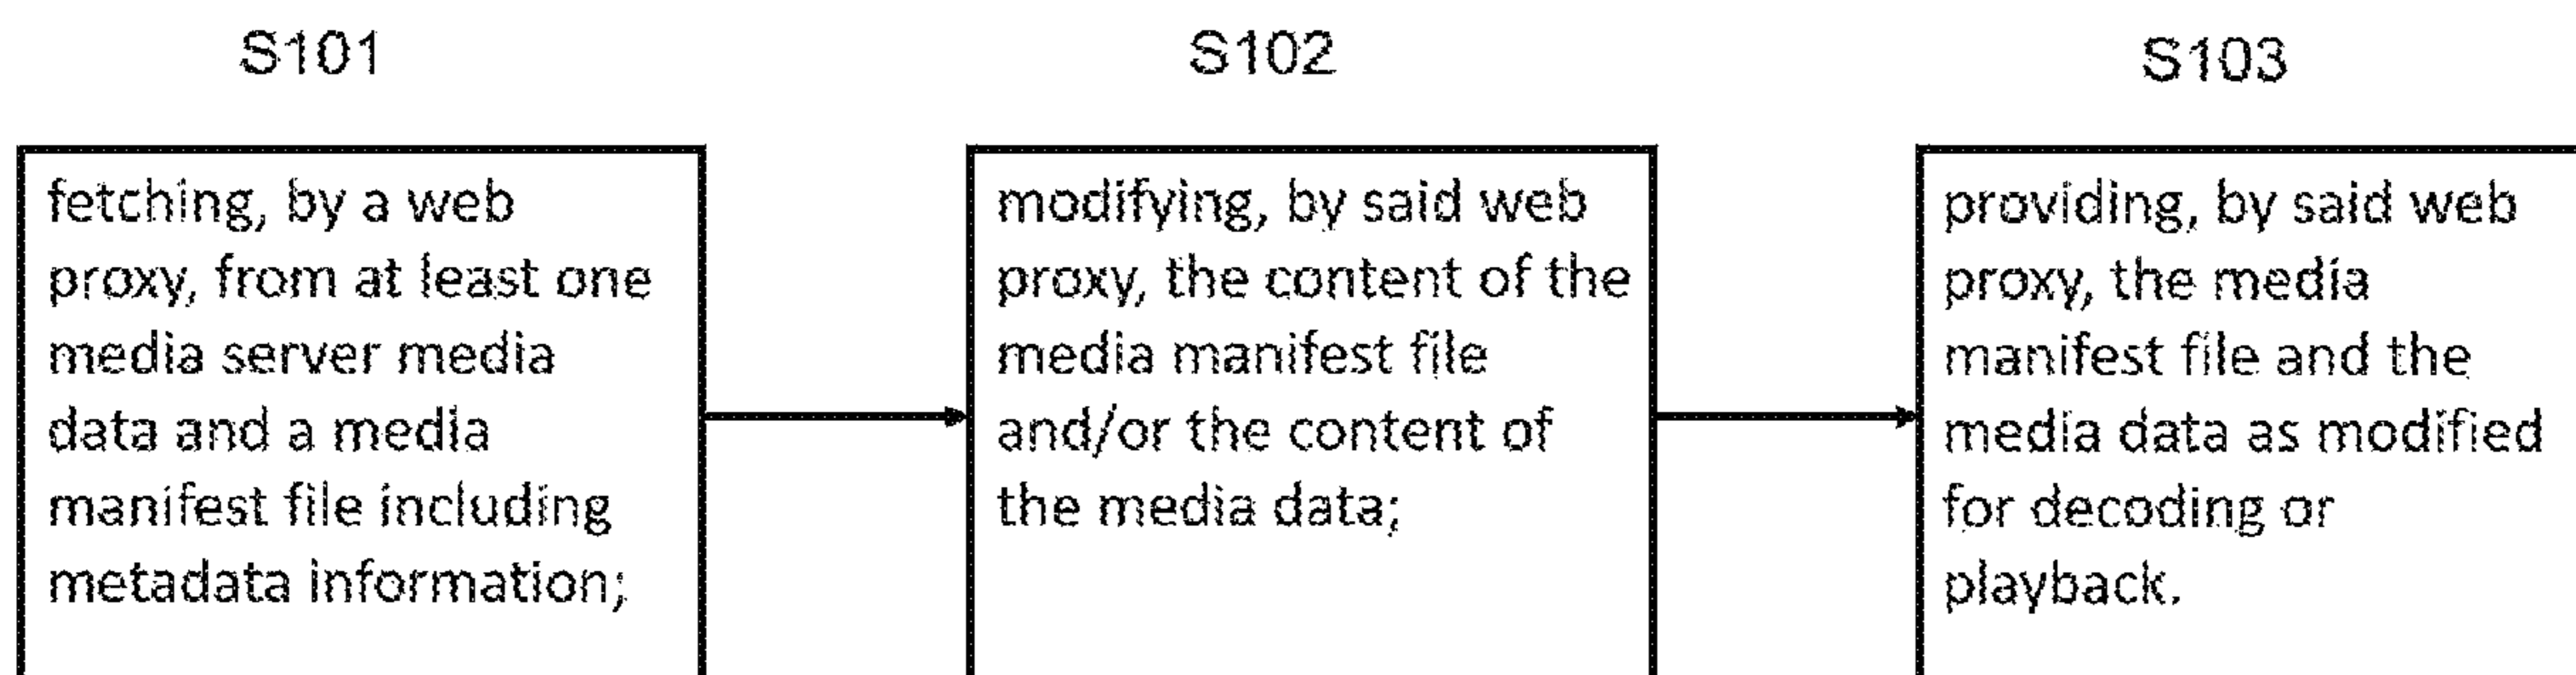 S101
fetching, by a web
proxy, from at least one
media server media
data and a media
manifest file including
metadata information;
S102
modifying, by said web
proxy, the content of the
media manifest file
and/or the content of
the media data;
S103
providing, by said web
proxy, the media
manifest file and the
media data as modified
for decoding or
playback.